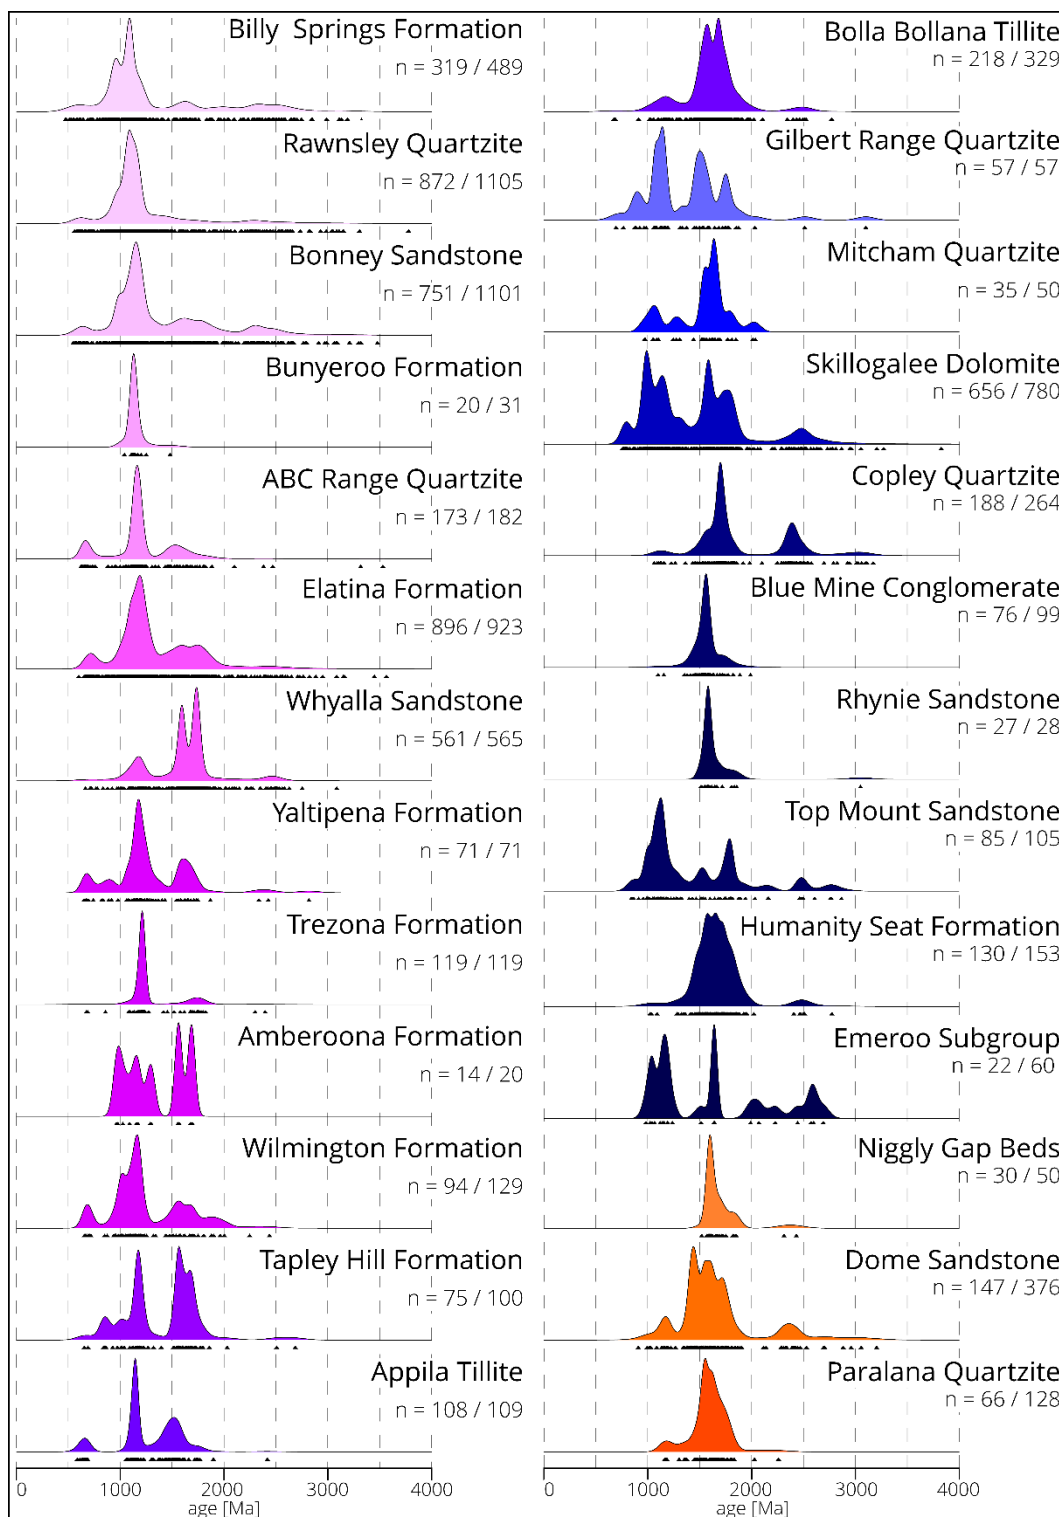 Billy Springs Formation
n = 319 / 489
Rawnsley Quartzite
n = 872 / 1105
Bonney Sandstone
n = 751 / 1101
Bunyeroo Formation
n = 20 / 31
ABC Range Quartzite
n = 173 / 182
Elatina Formation
n = 896 / 923
Whyalla Sandstone
n = 561 / 565
Yaltipena Formation
n = 71 / 71
Trezona Formation
n = 119 / 119
Amberoona Formation
n = 14 / 20
Wilmington Formation
n = 94 / 129
Tapley Hill Formation
n = 75 / 100
Appila Tillite
n = 108 / 109
0 1000 2000 3000 4000
age [Ma]
Bolla Bollana Tillite
n = 218 / 329
Gilbert Range Quartzite
n = 57 / 57
Mitcham Quartzite
n = 35 / 50
Skillogalee Dolomite
n = 656 / 780
Copley Quartzite
n = 188 / 264
Blue Mine Conglomerate
n = 76 / 99
Rhynie Sandstone
n = 27 / 28
Top Mount Sandstone
n = 85 / 105
Humanity Seat Formation
n = 130 / 153
Emeroo Subgroup
n = 22 / 60
Niggly Gap Beds
n = 30 / 50
Dome Sandstone
n = 147 / 376
Paralana Quartzite
n = 66 / 128
0 1000 2000 3000 4000
age [Ma]